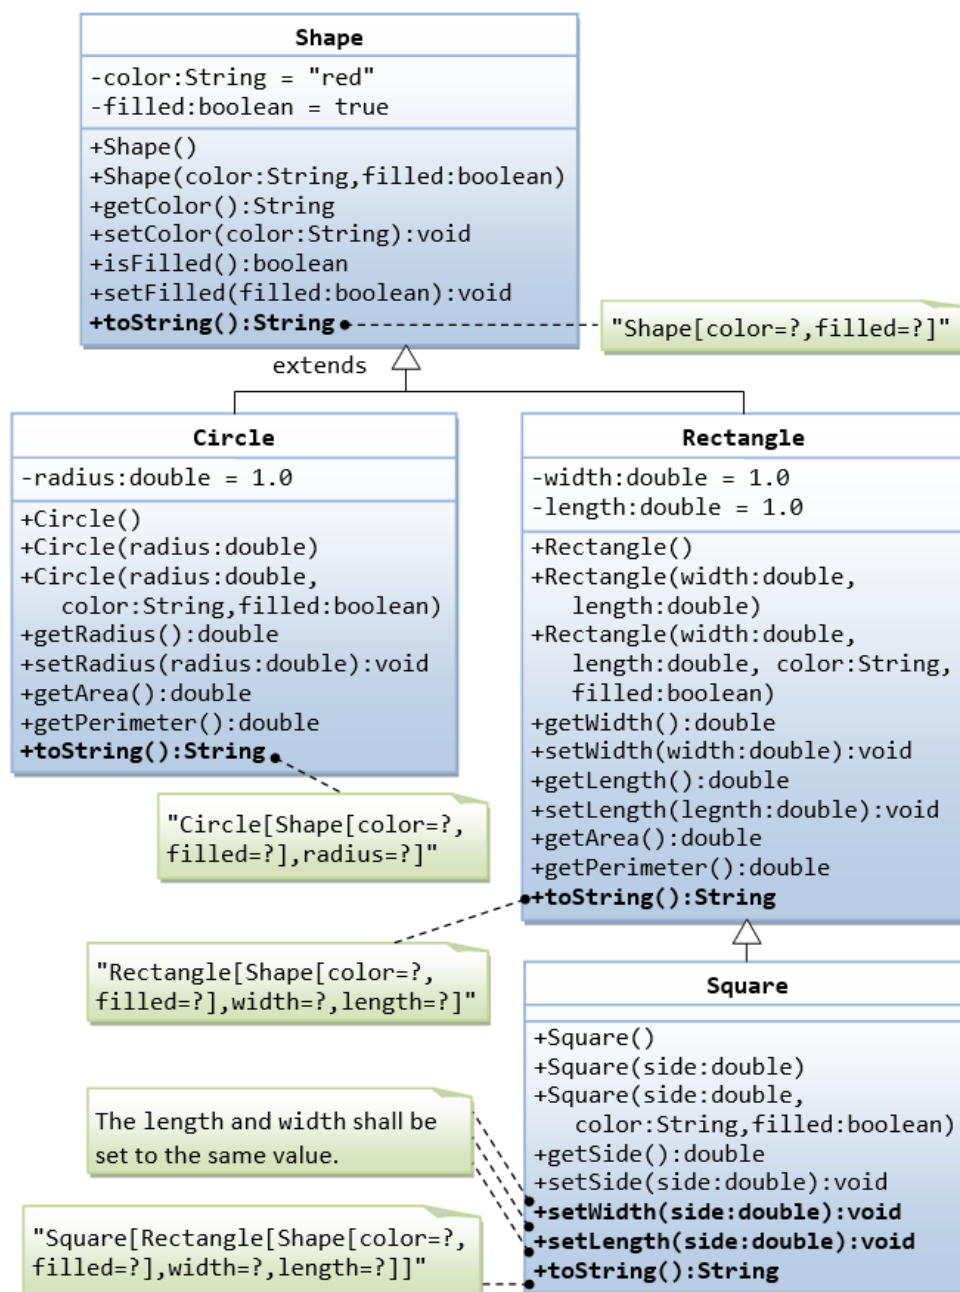 Shape
-color:String = "red"
-filled:boolean = true
+Shape()
+Shape(color:String,filled:boolean)
+getColor():String
+setColor(color:String):void
+isFilled():boolean
+setFilled(filled:boolean):void
+toString():String
"Shape[color=?,filled=?]"
extends
Circle
-radius:double = 1.0
+Circle()
+Circle(radius:double)
+Circle(radius:double,
color:String,filled:boolean)
+getRadius():double
+setRadius(radius:double):void
+getArea():double
+getPerimeter():double
+toString():String
"Circle[Shape[color=?,
filled=?],radius=?]"
Rectangle
-width:double = 1.0
-length:double = 1.0
+Rectangle()
+Rectangle(width:double,
length:double)
+Rectangle(width:double,
length:double, color:String,
filled:boolean)
+getWidth():double
+setWidth(width:double):void
+getLength():double
+setLength(legnth:double):void
+getArea():double
+getPerimeter():double
+toString():String
"Rectangle[Shape[color=?,
filled=?],width=?,length=?]"
Square
+Square()
+Square(side:double)
+Square(side:double,
color:String,filled:boolean)
+getSide():double
+setSide(side:double):void
+setWidth(side:double):void
+setLength(side:double):void
+toString():String
The length and width shall be
set to the same value.
"Square[Rectangle[Shape[color=?,
filled=?],width=?,length=?]]"